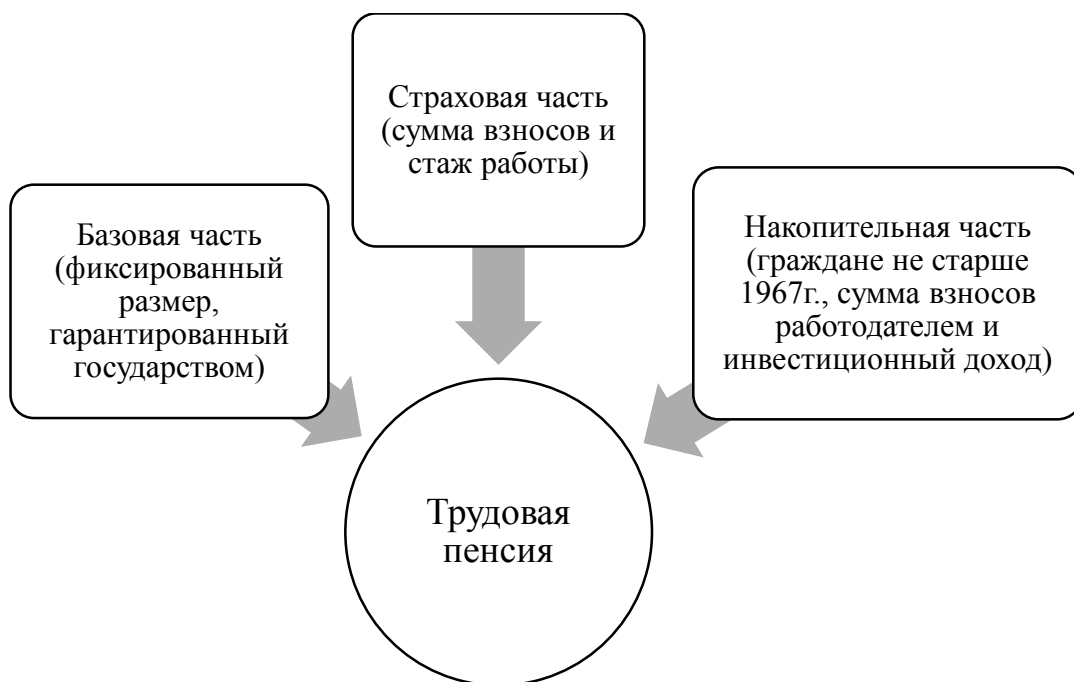 Страховая часть
(сумма взносов и
стаж работы)
Базовая часть
(фиксированный
размер,
гарантированный
государством)
Накопительная часть
(граждане не старше
1967г., сумма взносов
работодателем и
инвестиционный доход)
Трудовая
пенсия